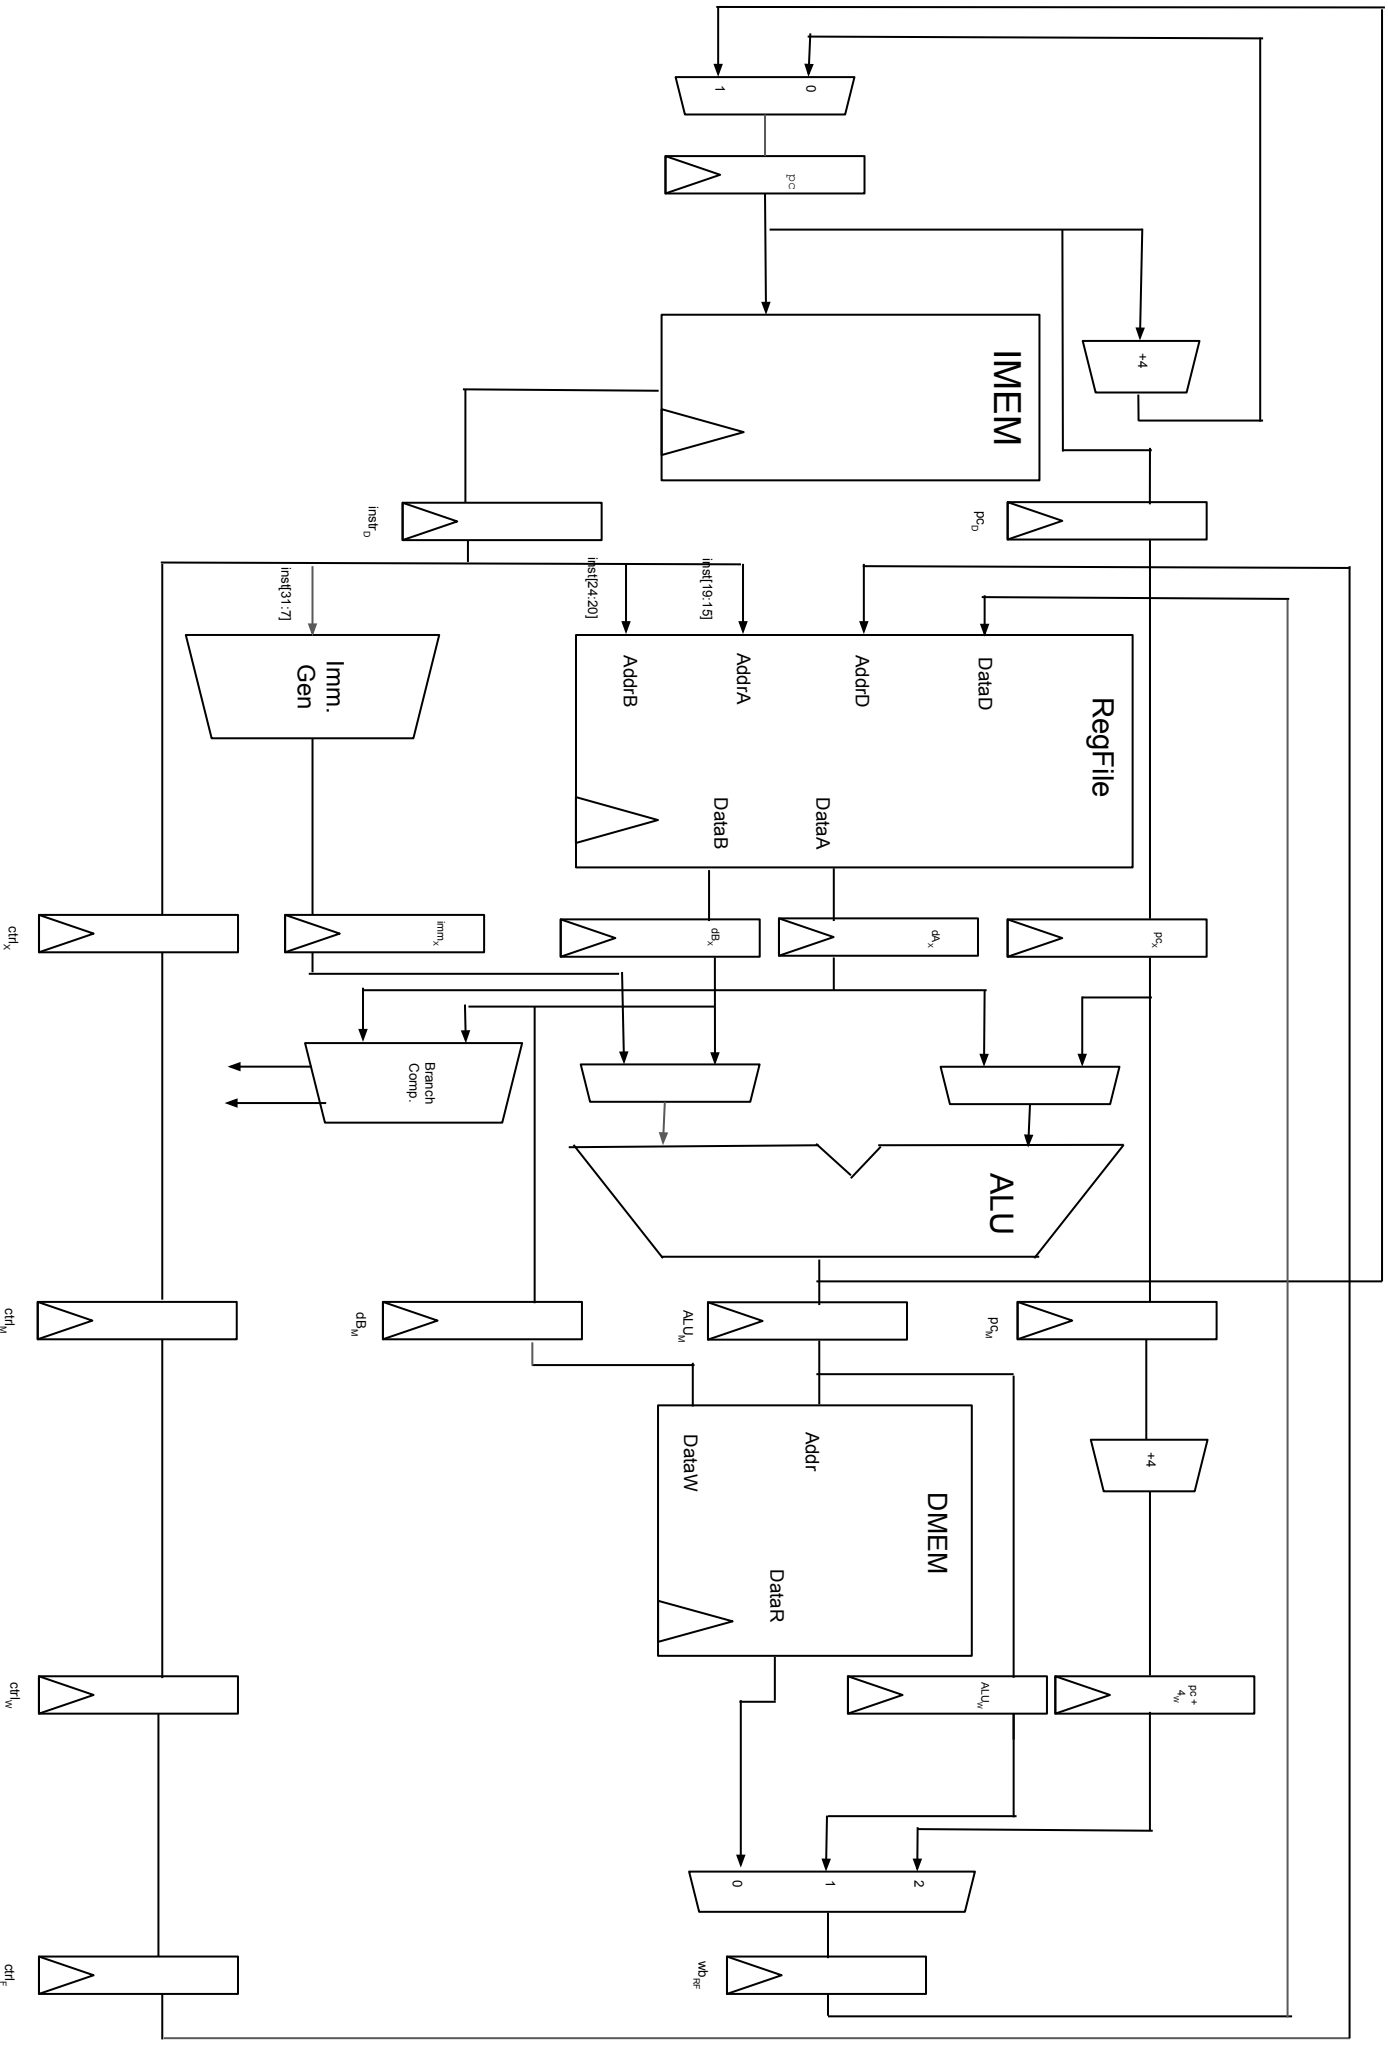 1
0
pc
+4
IMEM
instr_D
pc_D
inst[31:7]
inst[24:20]
inst[19:15]
Imm.
Gen
AddrB
AddrA
AddrD
DataD
RegFile
DataB
DataA
ctrl_X
imm_X
dB_X
dA_X
pc_X
Branch
Comp.
ALU
ctrl_M
dB_M
ALU_M
pc_M
DataW
Addr
DMEM
DataR
+4
ctrl_W
ALU_W
pc +
4_W
0
1
2
ctrl_F
wb_RF